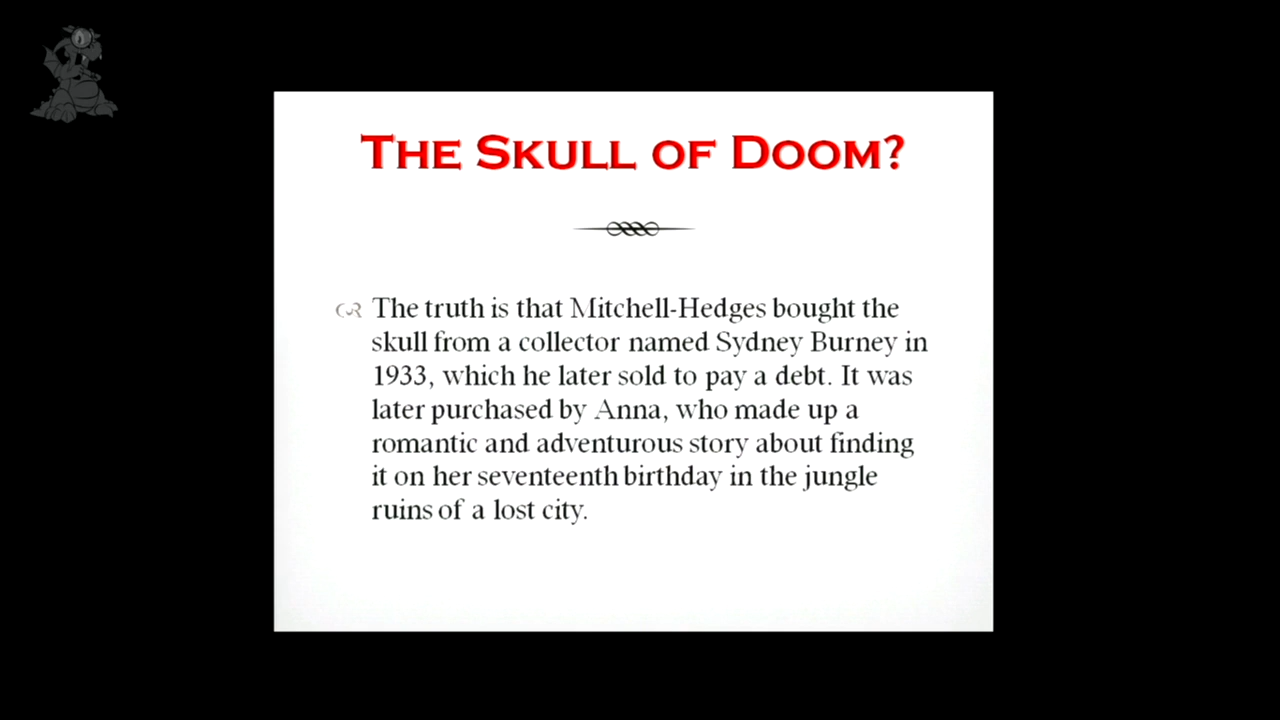 THE SKULL OF DOOM?
The truth is that Mitchell-Hedges bought the
skull from a collector named Sydney Burney in
1933, which he later sold to pay a debt. It was
later purchased by Anna, who made up a
romantic and adventurous story about finding
it on her seventeenth birthday in the jungle
ruins of a lost city.